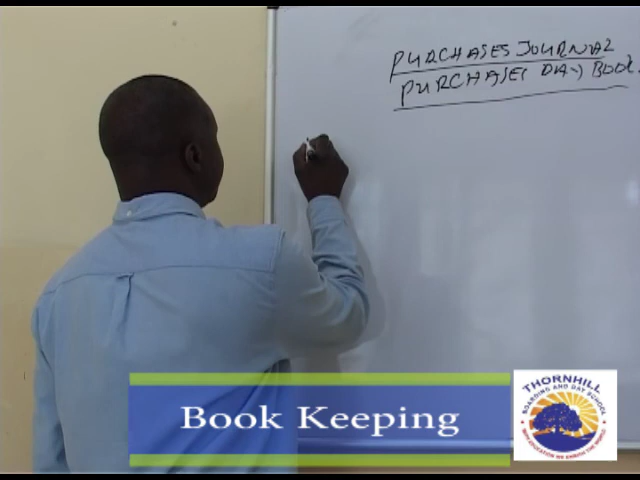 PURCHASES JOURNAL
PURCHASES DAY BOOK.
Book Keeping
THORNHILL
BOARDING AND DAY SCHOOL